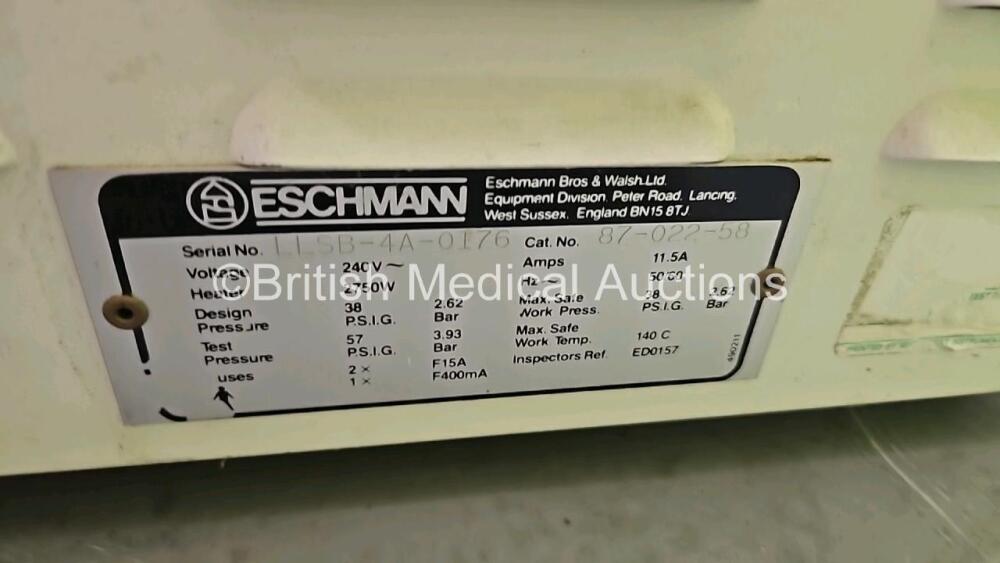 ESCHMANN
Eschmann Bros & Walsh.Ltd.
Equipment Division, Peter Road, Lancing,
West Sussex, England BN15 8TJ
Serial No. LLSB-4A-0176 Cat. No. 87-022-58
Voltage 240V ~ Amps 11.5A
©British Medical Auctions
Heater 2750W Hz ~ 50/60
Design Pressure 38 P.S.I.G. 2.62 Bar Max. Safe Work Press. 38 P.S.I.G. 2.62 Bar
Test Pressure 57 P.S.I.G. 3.93 Bar Max. Safe Work Temp. 140 C
uses 2 × F15A Inspectors Ref. ED0157
1 × F400mA
490211